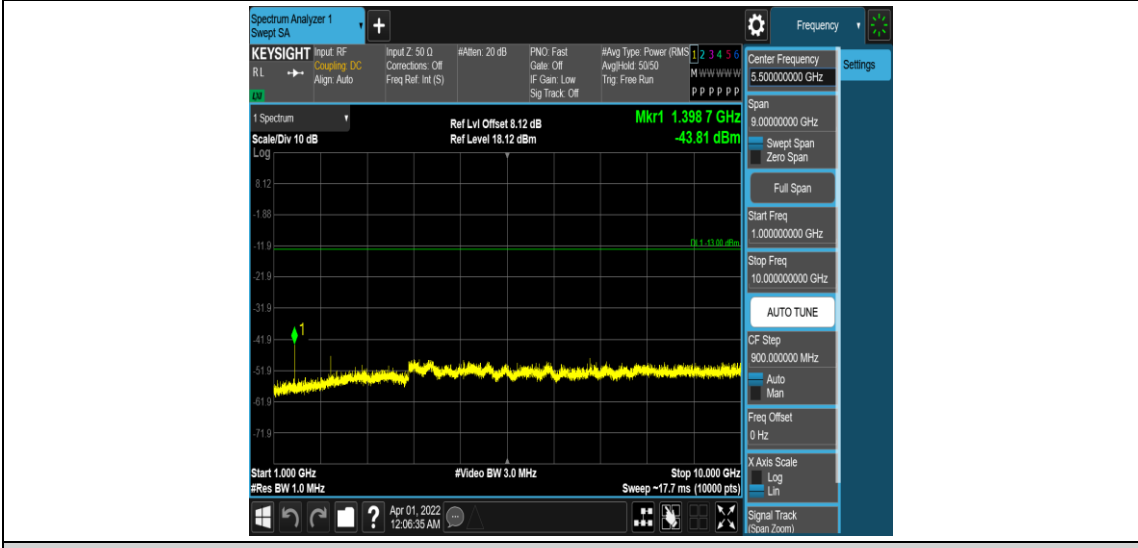 Spectrum Analyzer 1
Swept SA
+
Frequency
KEYSIGHT
RL
Input: RF
Coupling: DC
Align: Auto
Input Z: 50 Ω
Corrections: Off
Freq Ref: Int (S)
#Atten: 20 dB
PNO: Fast
Gate: Off
IF Gain: Low
Sig Track: Off
#Avg Type: Power (RMS
Avg|Hold: 50/50
Trig: Free Run
1 2 3 4 5 6
M W W W W W
P P P P P P
1 Spectrum
Scale/Div 10 dB
Log
Ref Lvl Offset 8.12 dB
Ref Level 18.12 dBm
Mkr1 1.398 7 GHz
-43.81 dBm
8.12
-1.88
-11.9
DL1 -13.00 dBm
-21.9
-31.9
-41.9
1
-51.9
-61.9
-71.9
Start 1.000 GHz
#Res BW 1.0 MHz
#Video BW 3.0 MHz
Stop 10.000 GHz
Sweep ~17.7 ms (10000 pts)
?
Apr 01, 2022
12:06:35 AM
Settings
Center Frequency
5.500000000 GHz
Span
9.00000000 GHz
Swept Span
Zero Span
Full Span
Start Freq
1.000000000 GHz
Stop Freq
10.000000000 GHz
AUTO TUNE
CF Step
900.000000 MHz
Auto
Man
Freq Offset
0 Hz
X Axis Scale
Log
Lin
Signal Track
(Span Zoom)